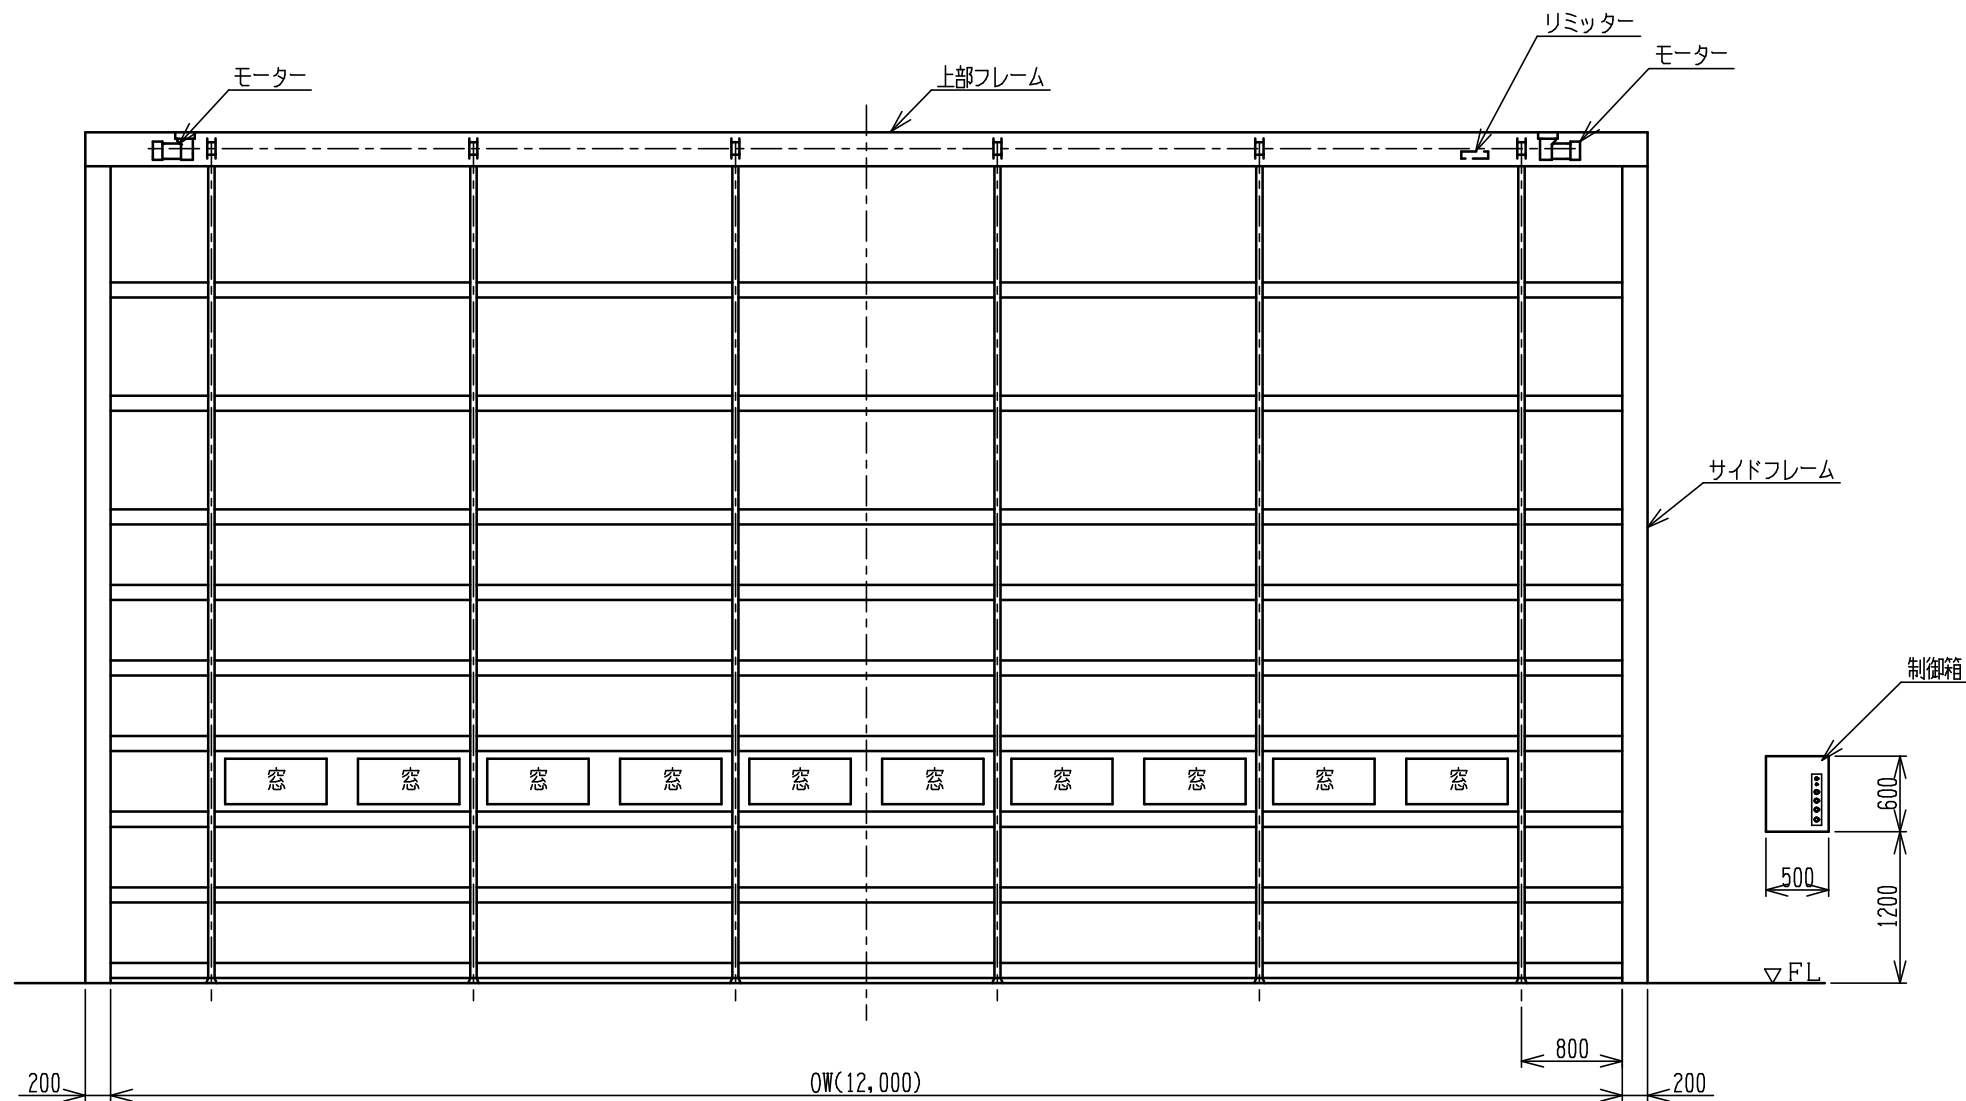 リミッター
モーター
モーター
上部フレーム
サイドフレーム
制御箱
窓 窓 窓 窓 窓 窓 窓 窓 窓 窓
600
500
1200
FL
800
200
OW(12,000)
200